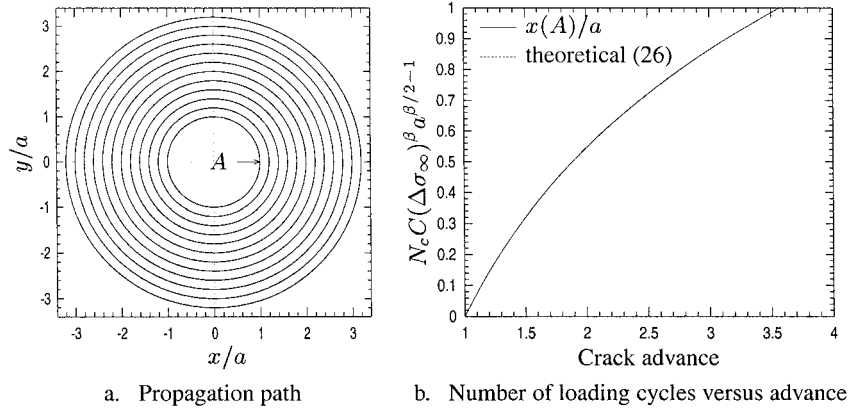 3
2
1
0
-1
-2
-3
y/a
A
-3 -2 -1 0 1 2 3
x/a
a. Propagation path
1
0.9
0.8
0.7
0.6
0.5
0.4
0.3
0.2
0.1
0
N_c C(Δσ_∞)^β a^{β/2−1}
x(A)/a
theoretical (26)
1 1.5 2 2.5 3 3.5 4
Crack advance
b. Number of loading cycles versus advance